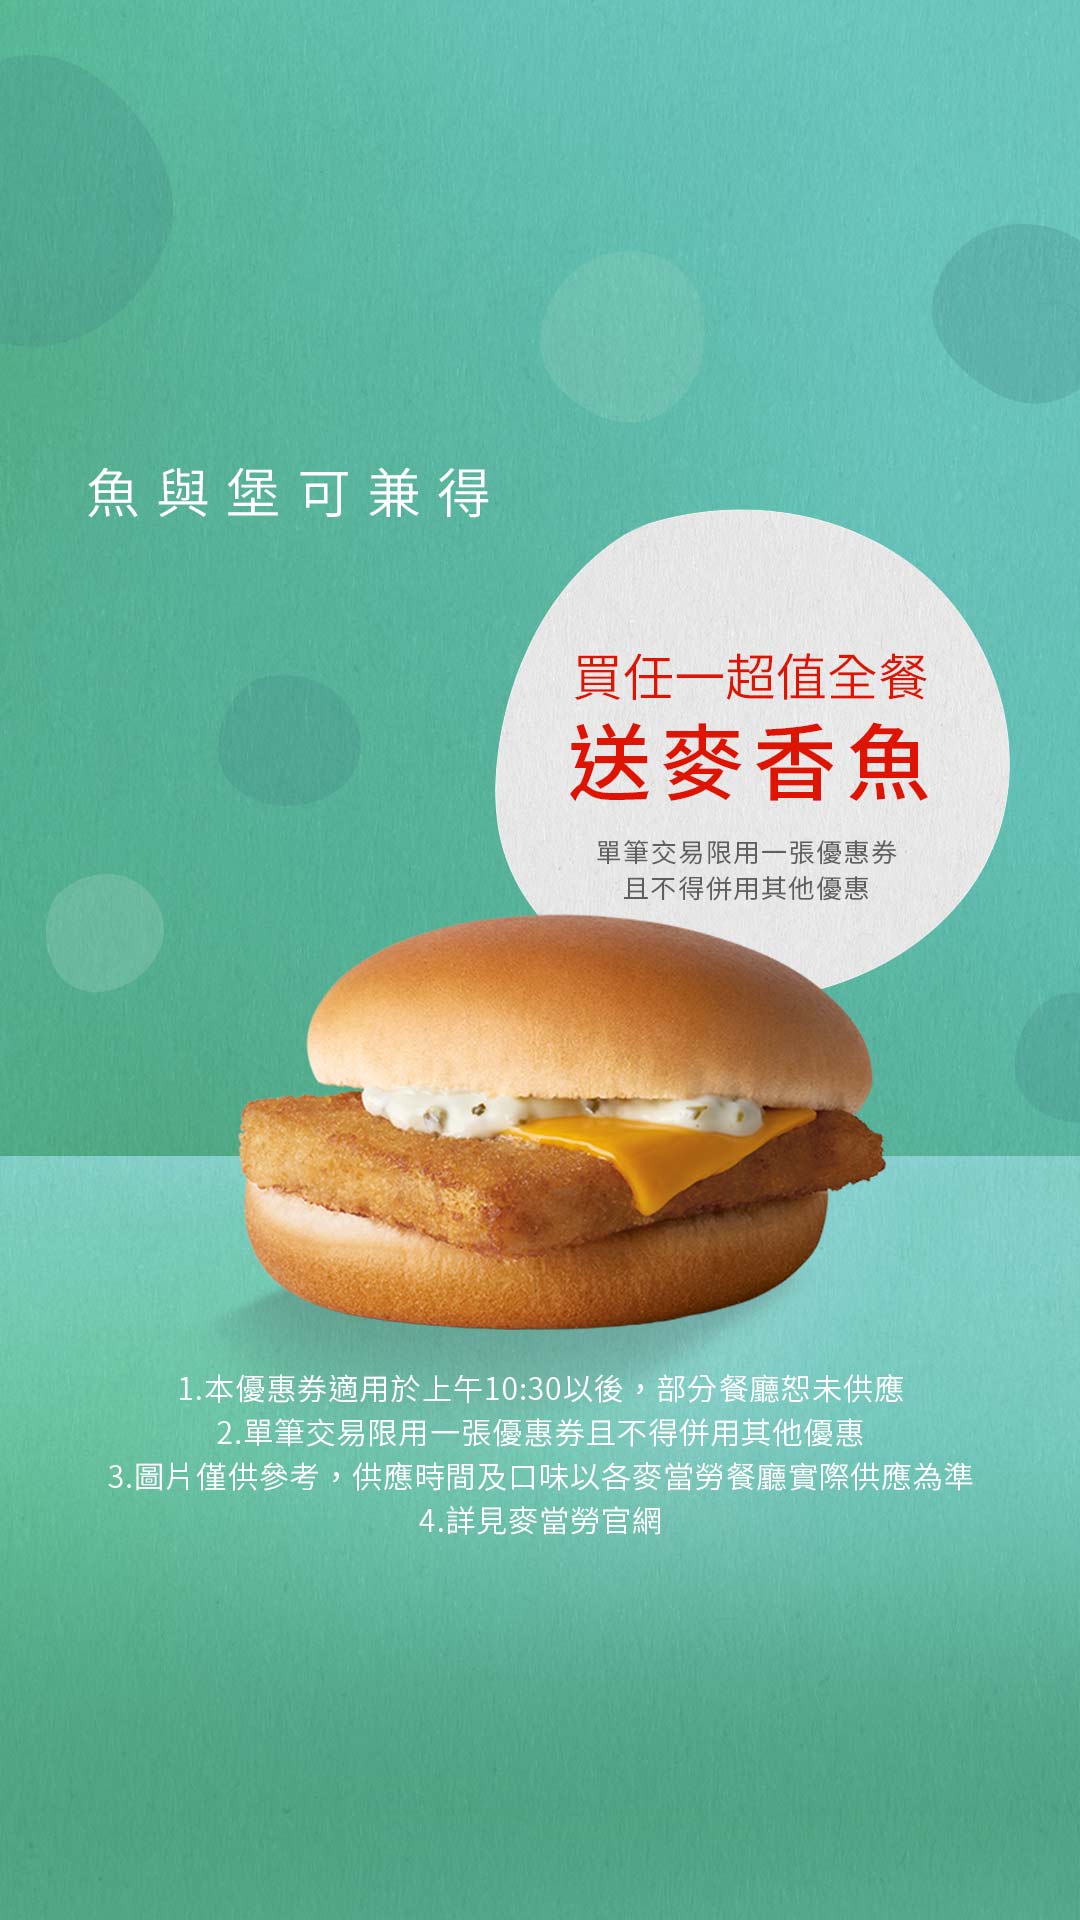 魚與堡可兼得
買任一超值全餐
送麥香魚
單筆交易限用一張優惠券
且不得併用其他優惠
1.本優惠券適用於上午10:30以後，部分餐廳恕未供應
2.單筆交易限用一張優惠券且不得併用其他優惠
3.圖片僅供參考，供應時間及口味以各麥當勞餐廳實際供應為準
4.詳見麥當勞官網